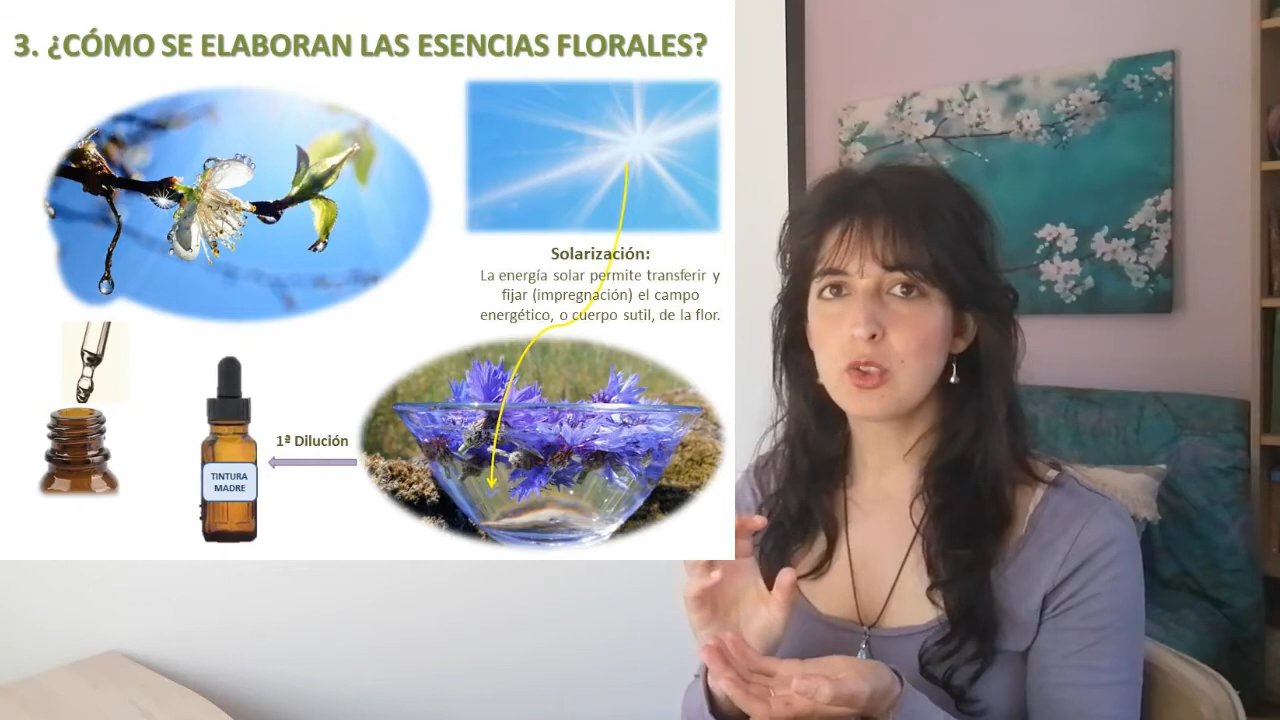 3. ¿CÓMO SE ELABORAN LAS ESENCIAS FLORALES?
Solarización:
La energía solar permite transferir y
fijar (impregnación) el campo
energético, o cuerpo sutil, de la flor.
1ª Dilución
TINTURA
MADRE